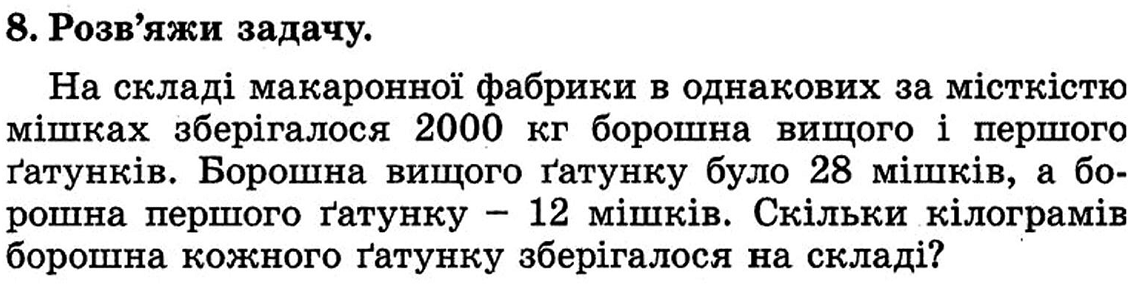 8. Розв'яжи задачу.
На складі макаронної фабрики в однакових за місткістю
мішках зберігалося 2000 кг борошна вищого і першого
ґатунків. Борошна вищого ґатунку було 28 мішків, а бо-
рошна першого ґатунку – 12 мішків. Скільки кілограмів
борошна кожного ґатунку зберігалося на складі?